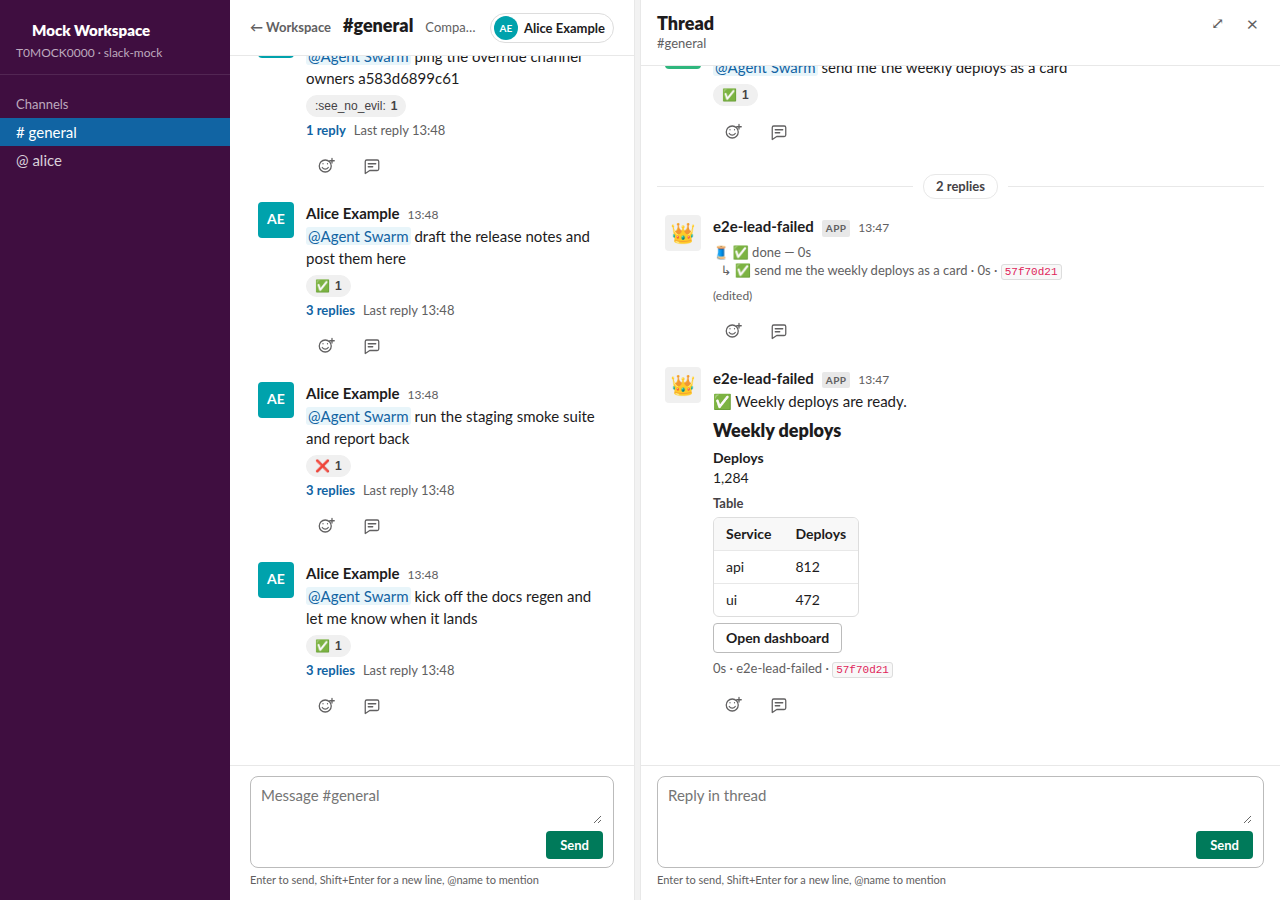 Mock Workspace
T0MOCK0000 · slack-mock
Channels
# general
@ alice
← Workspace #general Compa... AE Alice Example
@Agent Swarm ping the override channel
owners a583d6899c61
:see_no_evil: 1
1 reply Last reply 13:48
AE Alice Example 13:48
@Agent Swarm draft the release notes and
post them here
✅ 1
3 replies Last reply 13:48
AE Alice Example 13:48
@Agent Swarm run the staging smoke suite
and report back
❌ 1
3 replies Last reply 13:48
AE Alice Example 13:48
@Agent Swarm kick off the docs regen and
let me know when it lands
✅ 1
3 replies Last reply 13:48
Message #general
Send
Enter to send, Shift+Enter for a new line, @name to mention
Thread
#general
@Agent Swarm send me the weekly deploys as a card
✅ 1
2 replies
e2e-lead-failed APP 13:47
🧵 ✅ done — 0s
↳ ✅ send me the weekly deploys as a card · 0s · 57f70d21
(edited)
e2e-lead-failed APP 13:47
✅ Weekly deploys are ready.
Weekly deploys
Deploys
1,284
Table
Service Deploys
api 812
ui 472
Open dashboard
0s · e2e-lead-failed · 57f70d21
Reply in thread
Send
Enter to send, Shift+Enter for a new line, @name to mention